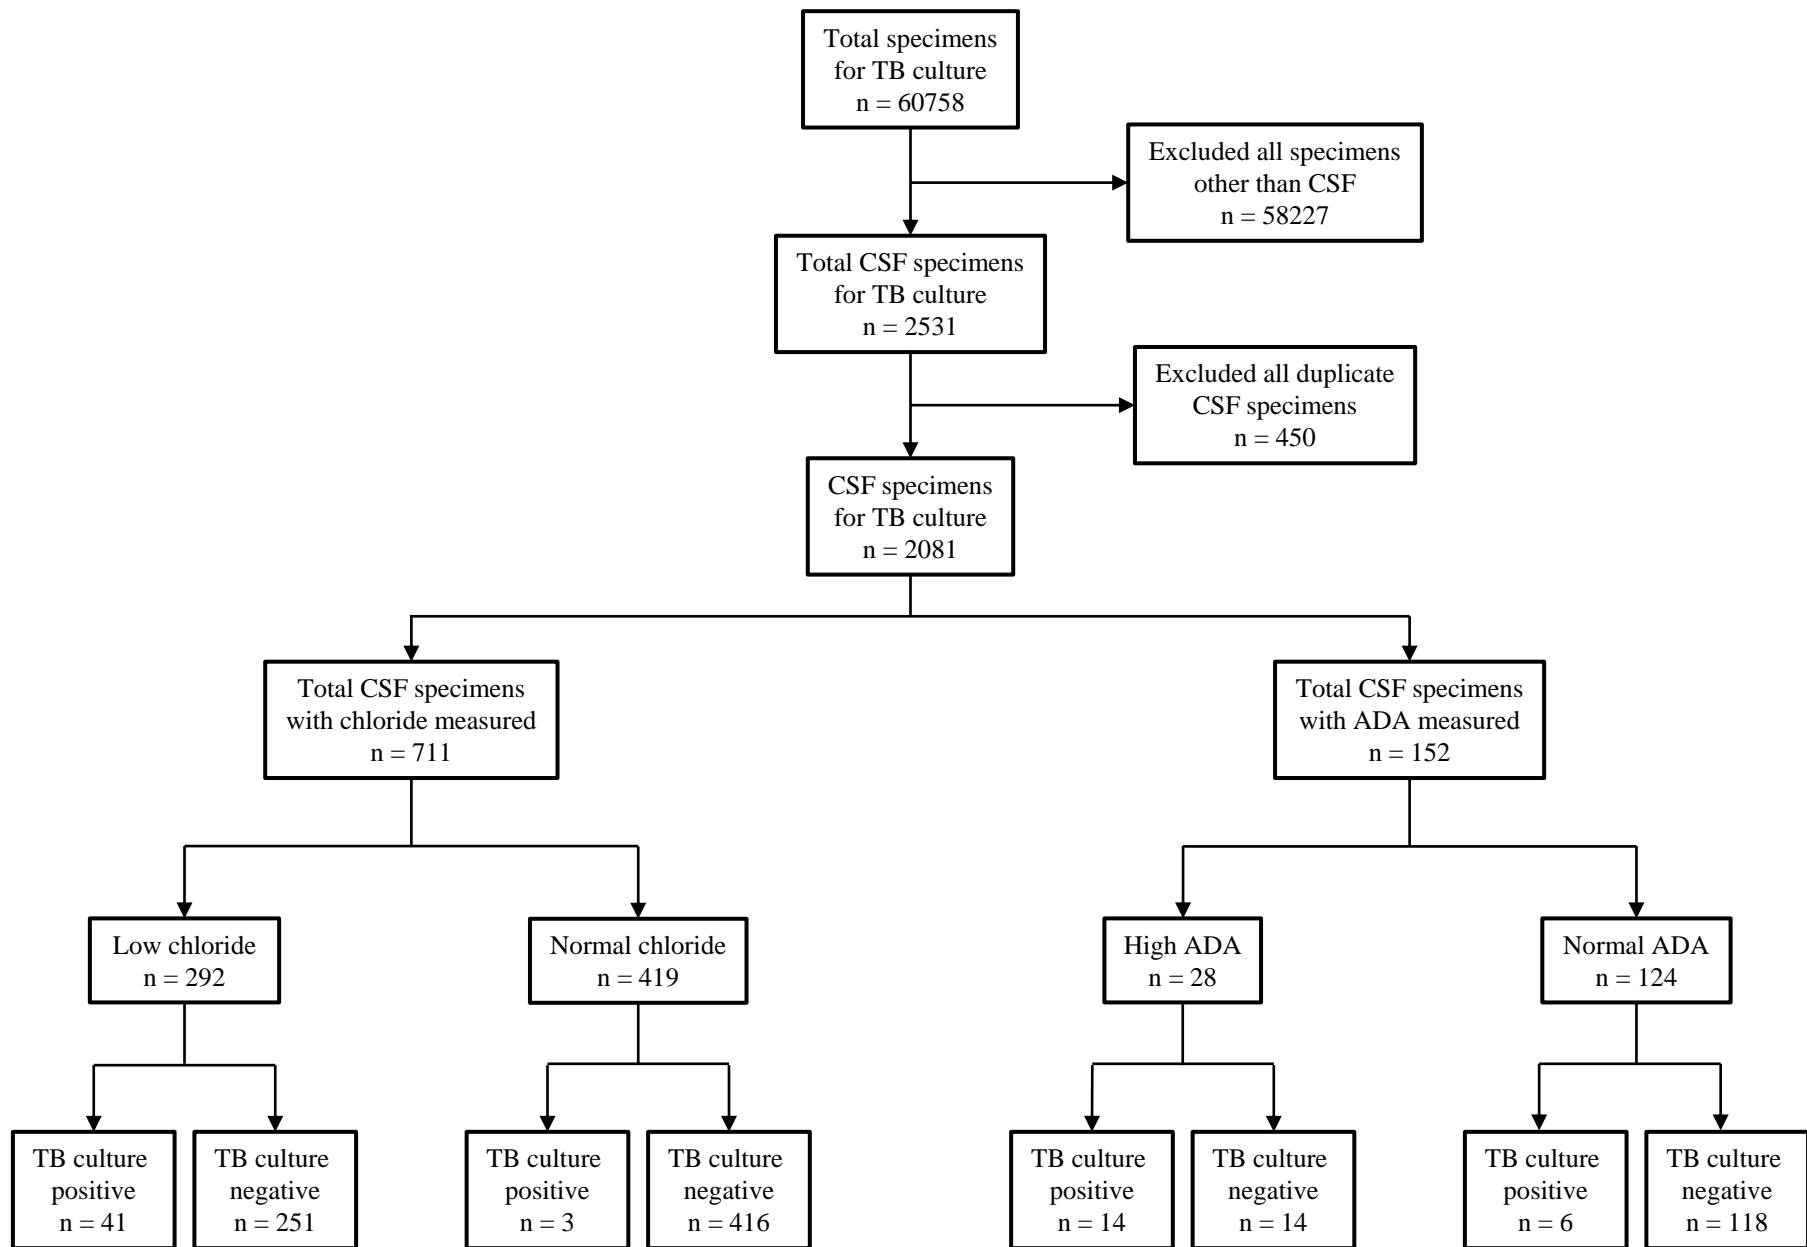 Total specimens
for TB culture
n = 60758
Excluded all specimens
other than CSF
n = 58227
Total CSF specimens
for TB culture
n = 2531
Excluded all duplicate
CSF specimens
n = 450
CSF specimens
for TB culture
n = 2081
Total CSF specimens
with chloride measured
n = 711
Total CSF specimens
with ADA measured
n = 152
Low chloride
n = 292
Normal chloride
n = 419
High ADA
n = 28
Normal ADA
n = 124
TB culture
positive
n = 41
TB culture
negative
n = 251
TB culture
positive
n = 3
TB culture
negative
n = 416
TB culture
positive
n = 14
TB culture
negative
n = 14
TB culture
positive
n = 6
TB culture
negative
n = 118